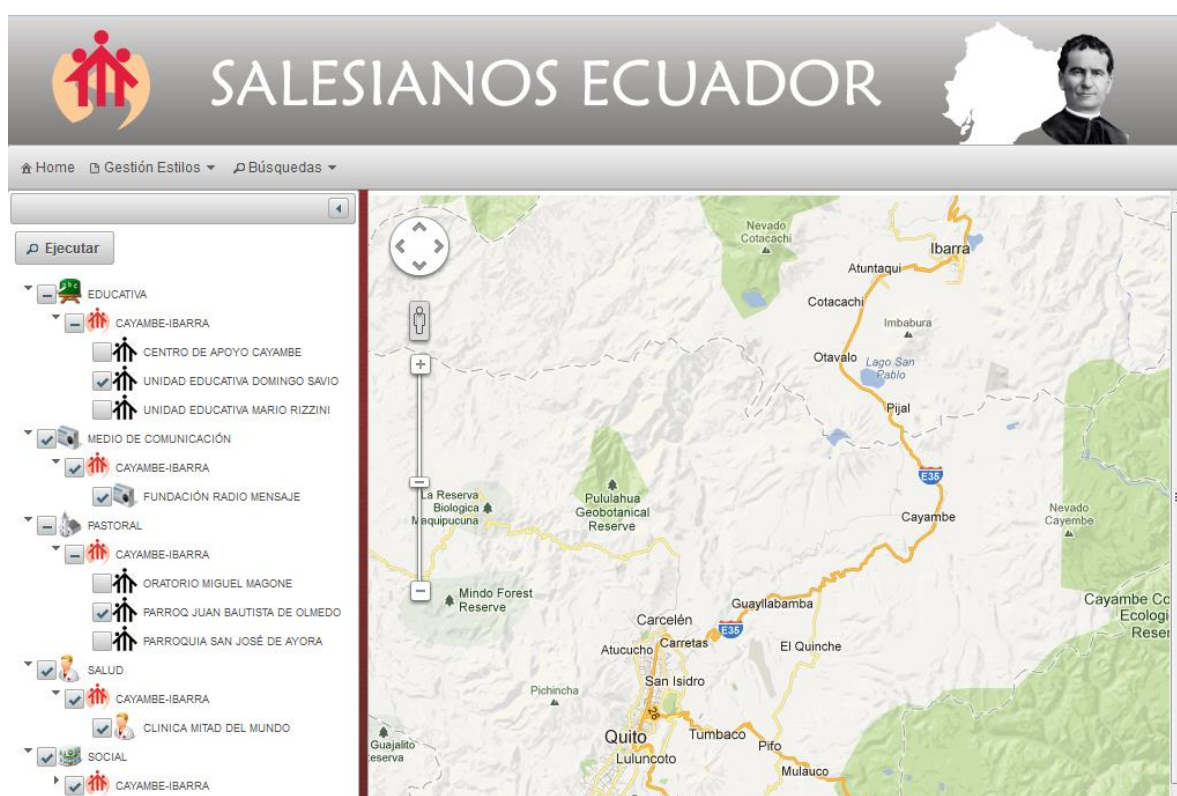 SALESIANOS ECUADOR
Home Gestión Estilos Búsquedas
Ejecutar
EDUCATIVA
CAYAMBE-IBARRA
CENTRO DE APOYO CAYAMBE
UNIDAD EDUCATIVA DOMINGO SAVIO
UNIDAD EDUCATIVA MARIO RIZZINI
MEDIO DE COMUNICACIÓN
CAYAMBE-IBARRA
FUNDACIÓN RADIO MENSAJE
PASTORAL
CAYAMBE-IBARRA
ORATORIO MIGUEL MAGONE
PARROQ JUAN BAUTISTA DE OLMEDO
PARROQUIA SAN JOSÉ DE AYORA
SALUD
CAYAMBE-IBARRA
CLINICA MITAD DEL MUNDO
SOCIAL
CAYAMBE-IBARRA
Nevado
Cotacachi
Ibarra
Atuntaqui
Cotacachi
Imbabura
Otavalo
Lago San
Pablo
Pijal
E35
La Reserva
Biologica
Maquipucuna
Pululahua
Geobotanical
Reserve
Cayambe
Nevado
Cayembe
Mindo Forest
Reserve
Guayllabamba
Cayambe Co
Ecologi
Reser
Carcelén
E35
Carretas
Atucucho
El Quinche
San Isidro
Pichincha
28
Quito
Tumbaco
Pifo
Guajalito
eserva
Luluncoto
Mulauco